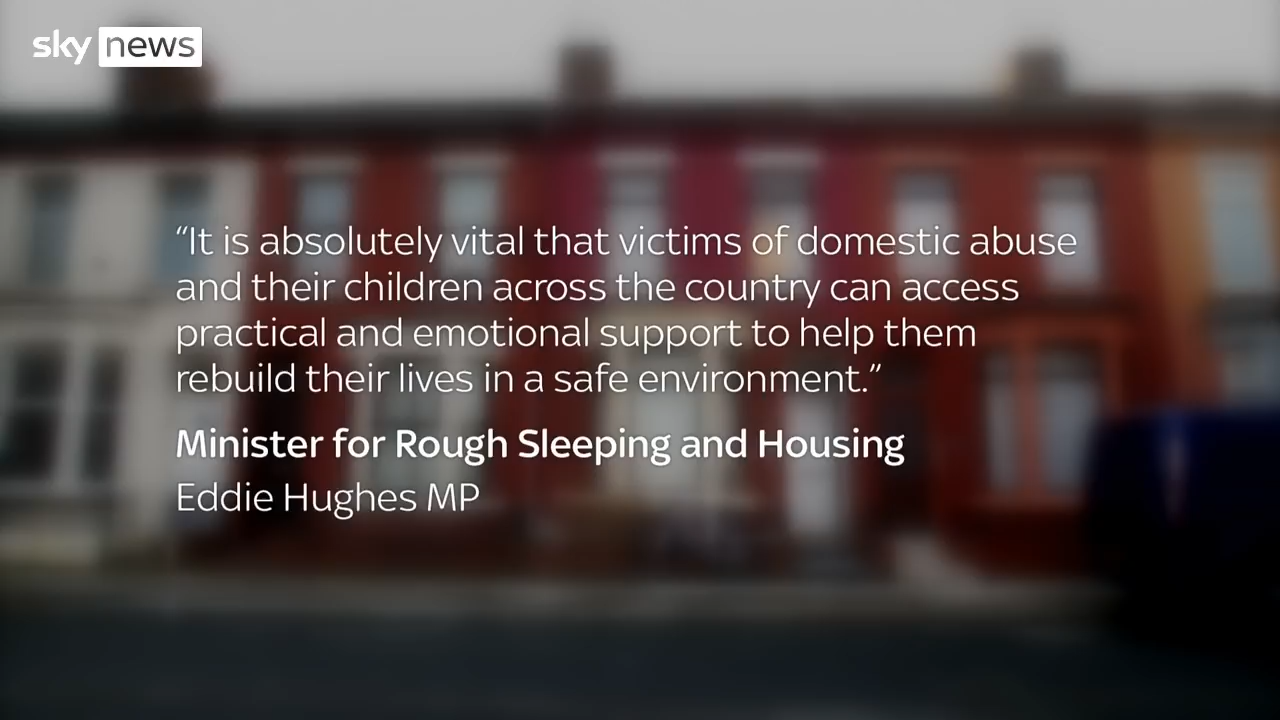 sky news
“It is absolutely vital that victims of domestic abuse
and their children across the country can access
practical and emotional support to help them
rebuild their lives in a safe environment.”
Minister for Rough Sleeping and Housing
Eddie Hughes MP